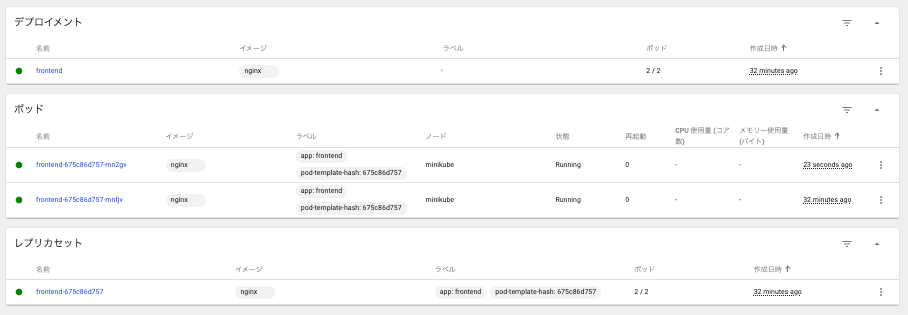 デプロイメント
名前 イメージ ラベル ポッド 作成日時 ↑
frontend nginx - 2 / 2 32 minutes ago
ポッド
名前 イメージ ラベル ノード 状態 再起動 CPU 使用量 (コア数) メモリー使用量 (バイト) 作成日時 ↑
frontend-675c86d757-mn2gv nginx app: frontend pod-template-hash: 675c86d757 minikube Running 0 - - 23 seconds ago
frontend-675c86d757-mnfjv nginx app: frontend pod-template-hash: 675c86d757 minikube Running 0 - - 32 minutes ago
レプリカセット
名前 イメージ ラベル ポッド 作成日時 ↑
frontend-675c86d757 nginx app: frontend pod-template-hash: 675c86d757 2 / 2 32 minutes ago